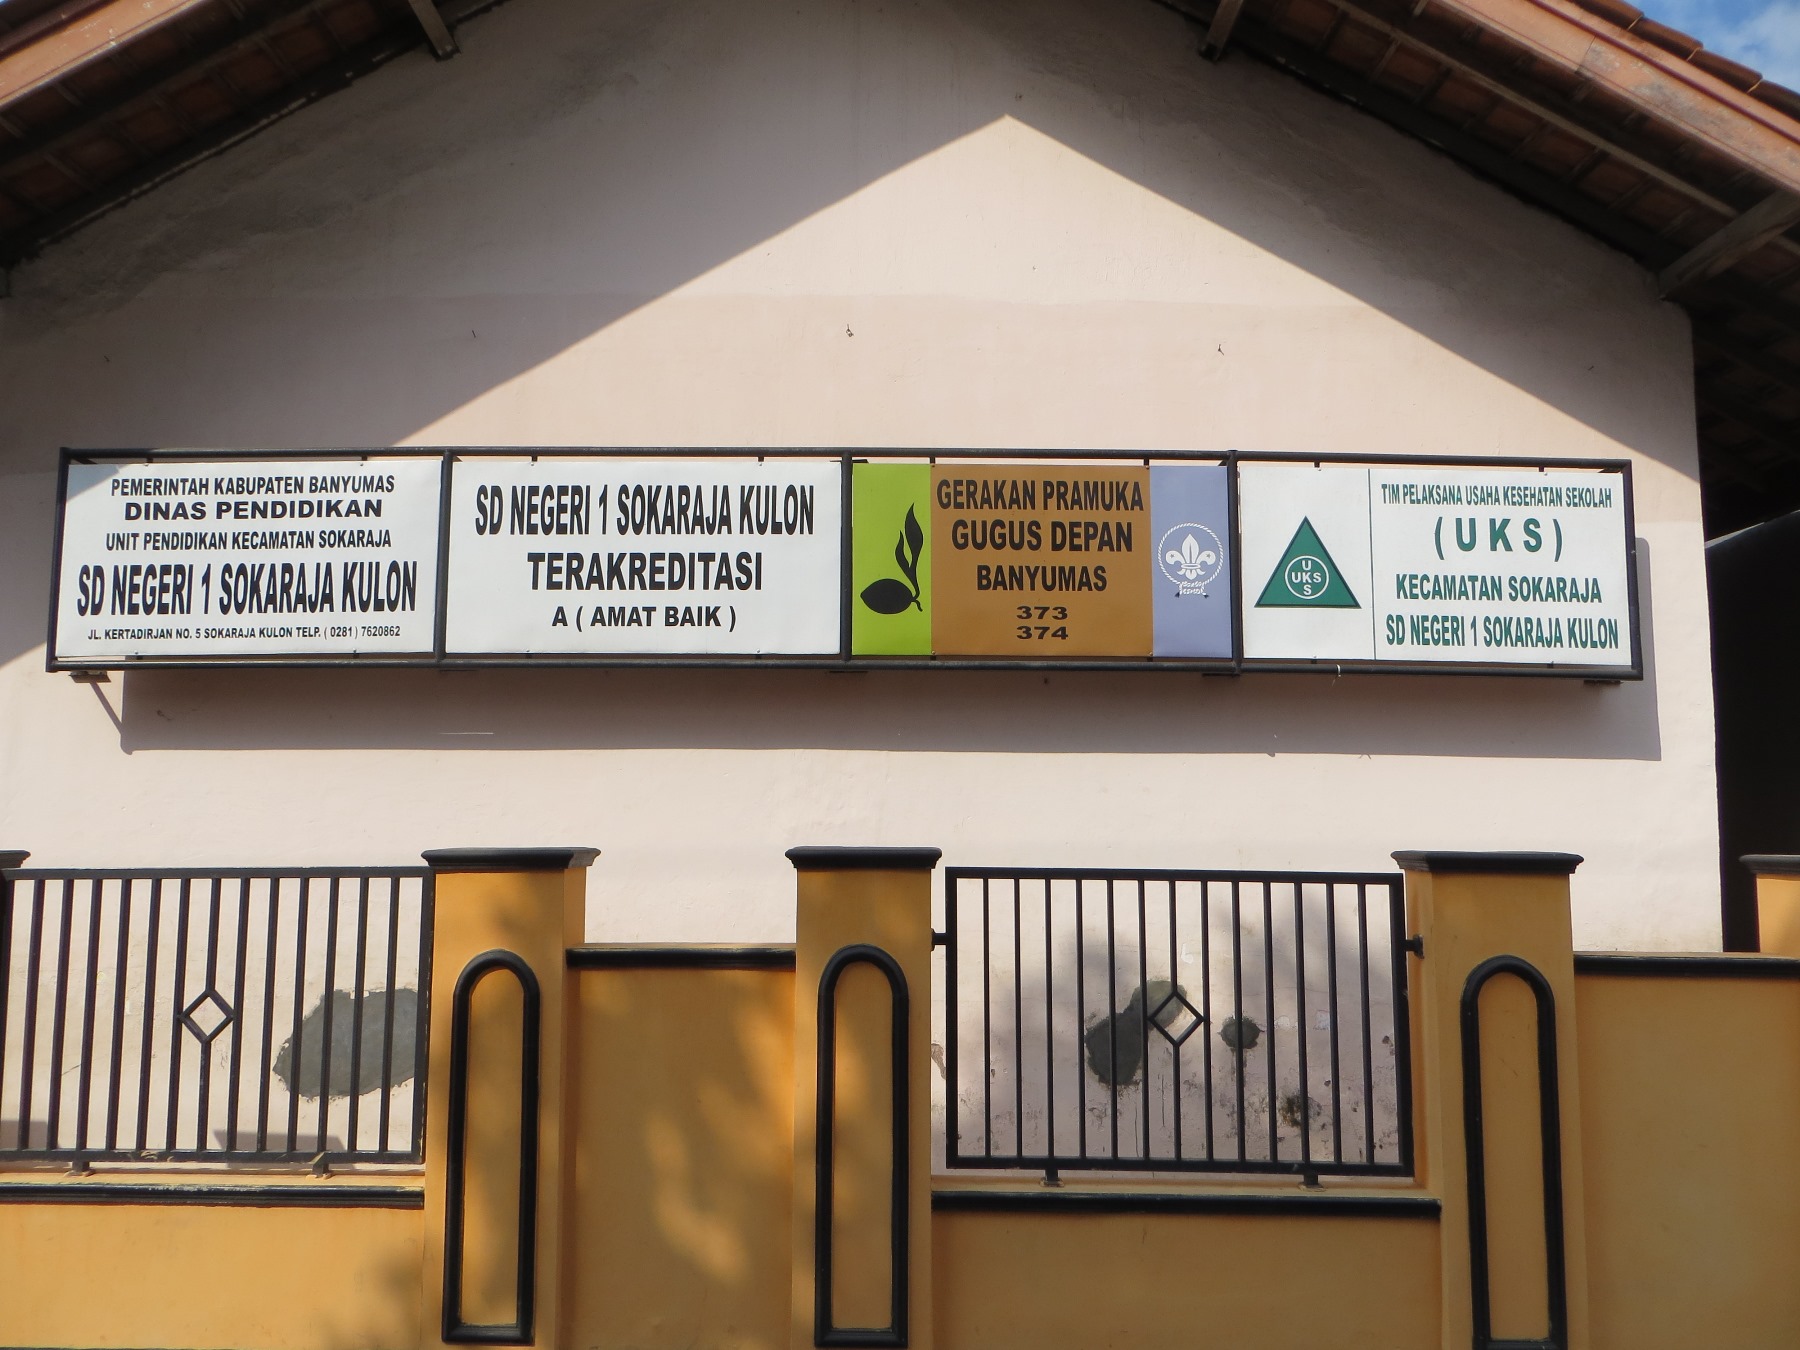 PEMERINTAH KABUPATEN BANYUMAS
DINAS PENDIDIKAN
UNIT PENDIDIKAN KECAMATAN SOKARAJA
SD NEGERI 1 SOKARAJA KULON
JL. KERTADIRJAN NO. 5 SOKARAJA KULON TELP. ( 0281 ) 7620862
SD NEGERI 1 SOKARAJA KULON
TERAKREDITASI
A ( AMAT BAIK )
GERAKAN PRAMUKA
GUGUS DEPAN
BANYUMAS
373
374
U
UKS
S
TIM PELAKSANA USAHA KESEHATAN SEKOLAH
( U K S )
KECAMATAN SOKARAJA
SD NEGERI 1 SOKARAJA KULON